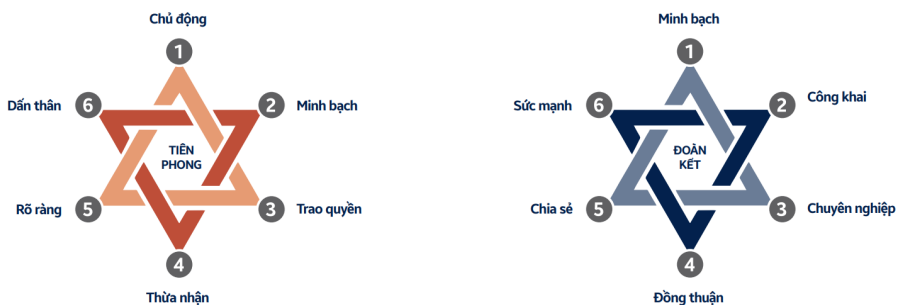 Chủ động
1
6
Dấn thân
2
Minh bạch
TIÊN
PHONG
5
Rõ ràng
3
Trao quyền
4
Thừa nhận
Minh bạch
1
6
Sức mạnh
2
Công khai
ĐOÀN
KẾT
5
Chia sẻ
3
Chuyên nghiệp
4
Đồng thuận